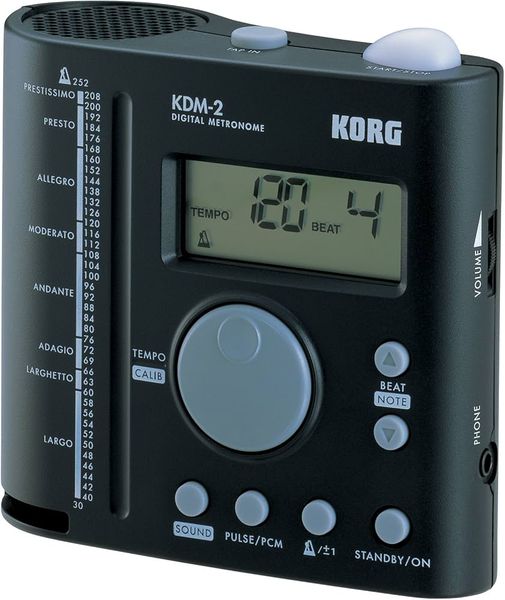 TAP IN
START/STOP
252
PRESTISSIMO
208
200
PRESTO
192
184
176
168
160
152
ALLEGRO
144
138
132
126
120
MODERATO
116
112
108
104
100
ANDANTE
96
92
88
84
80
76
ADAGIO
72
69
LARGHETTO
66
63
60
58
56
54
LARGO
52
50
48
46
44
42
40
30
KDM-2
DIGITAL METRONOME
KORG
TEMPO 120 BEAT 4
TEMPO
CALIB
BEAT
NOTE
VOLUME
PHONE
SOUND
PULSE/PCM
/±1
STANDBY/ON